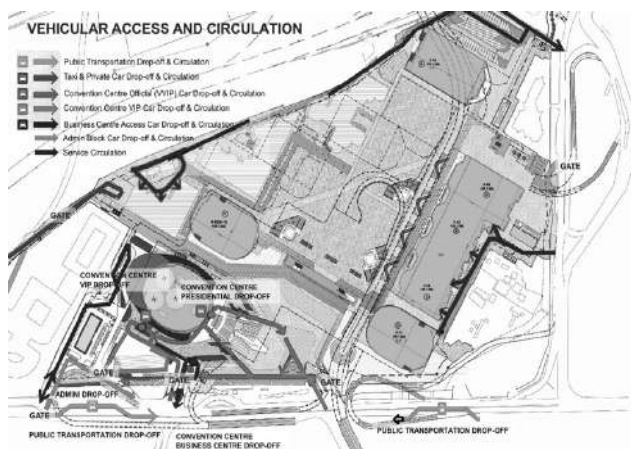 VEHICULAR ACCESS AND CIRCULATION
Public Transportation Drop-off & Circulation
Taxi & Private Car Drop-off & Circulation
Convention Centre Official (VVIP) Car Drop-off & Circulation
Convention Centre VIP Car Drop-off & Circulation
Business Centre Access Car Drop-off & Circulation
Admin Block Car Drop-off & Circulation
Service Circulation
GATE
GATE
CONVENTION CENTRE
VIP DROP-OFF
CONVENTION CENTRE
PRESIDENTIAL DROP-OFF
GATE
GATE
GATE
ADMINI DROP-OFF
GATE
PUBLIC TRANSPORTATION DROP-OFF
CONVENTION CENTRE
BUSINESS CENTRE DROP-OFF
PUBLIC TRANSPORTATION DROP-OFF